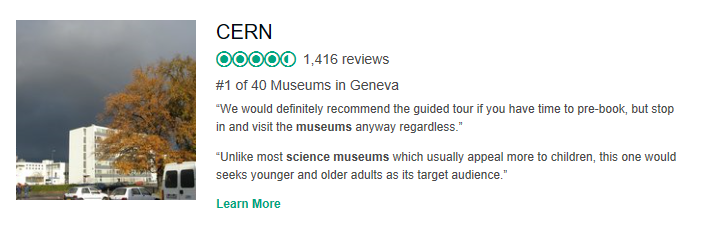 CERN
1,416 reviews
#1 of 40 Museums in Geneva
“We would definitely recommend the guided tour if you have time to pre-book, but stop
in and visit the museums anyway regardless.”
“Unlike most science museums which usually appeal more to children, this one would
seeks younger and older adults as its target audience.”
Learn More